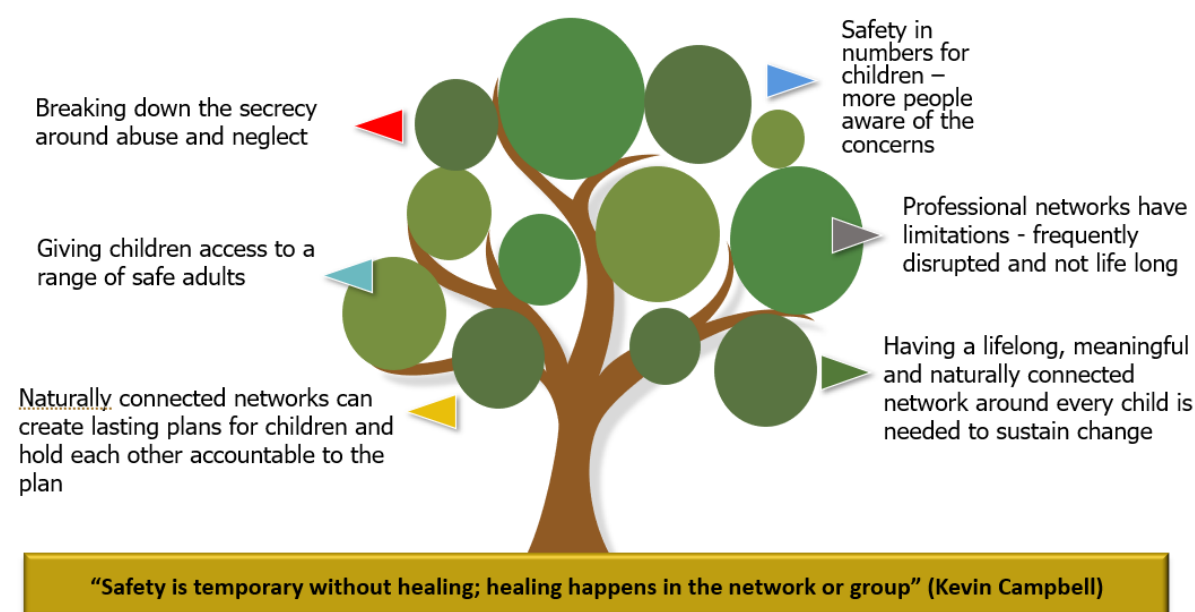 Breaking down the secrecy
around abuse and neglect
Giving children access to a
range of safe adults
Naturally connected networks can
create lasting plans for children and
hold each other accountable to the
plan
Safety in
numbers for
children –
more people
aware of the
concerns
Professional networks have
limitations - frequently
disrupted and not life long
Having a lifelong, meaningful
and naturally connected
network around every child is
needed to sustain change
“Safety is temporary without healing; healing happens in the network or group” (Kevin Campbell)